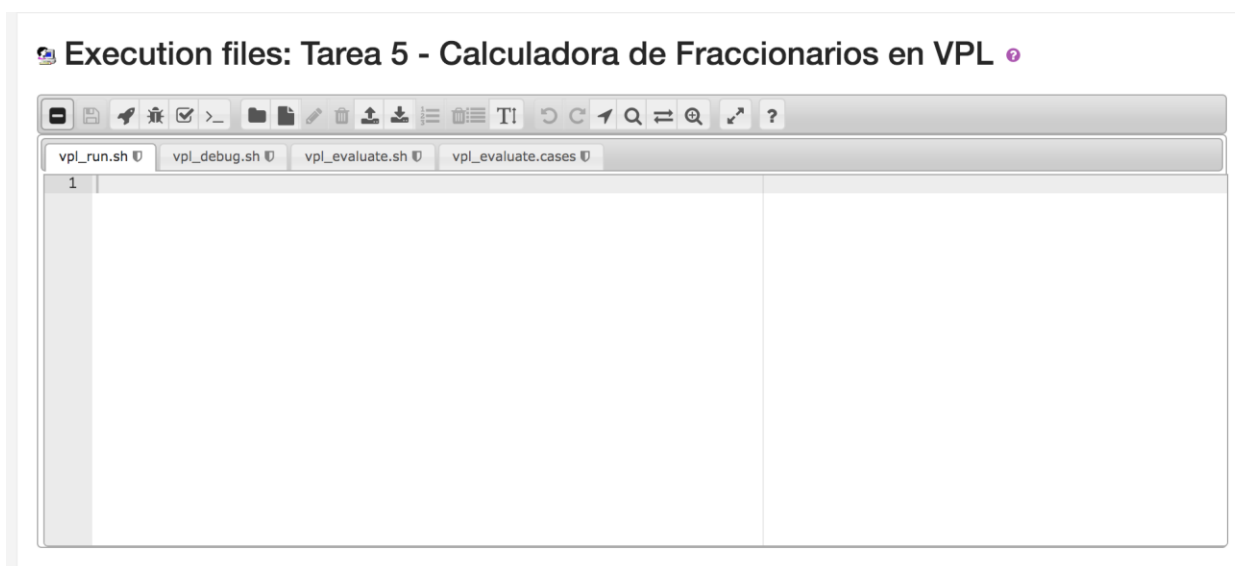 Execution files: Tarea 5 - Calculadora de Fraccionarios en VPL ?
>_ T ?
vpl_run.sh vpl_debug.sh vpl_evaluate.sh vpl_evaluate.cases
1